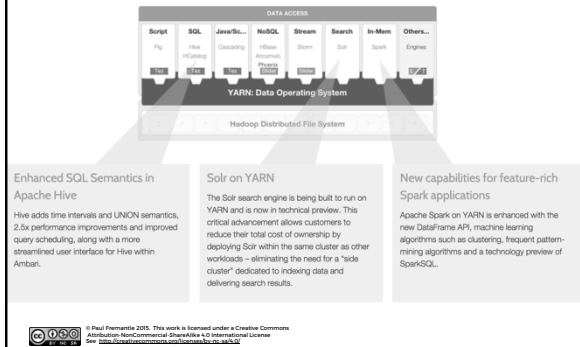 DATA ACCESS
Script SQL Java/Sc... NoSQL Stream Search In-Mem Others...
Pig Hive Cascading HBase Storm Solr Spark Engines
HCatalog Accumulo
Phoenix
Tez Tez Tez Slider Slider
YARN: Data Operating System
Hadoop Distributed File System
Enhanced SQL Semantics in
Apache Hive
Hive adds time intervals and UNION semantics,
2.5x performance improvements and improved
query scheduling, along with a more
streamlined user interface for Hive within
Ambari.
Solr on YARN
The Solr search engine is being built to run on
YARN and is now in technical preview. This
critical advancement allows customers to
reduce their total cost of ownership by
deploying Solr within the same cluster as other
workloads – eliminating the need for a "side
cluster" dedicated to indexing data and
delivering search results.
New capabilities for feature-rich
Spark applications
Apache Spark on YARN is enhanced with the
new DataFrame API, machine learning
algorithms such as clustering, frequent pattern-
mining algorithms and a technology preview of
SparkSQL.
cc BY NC SA
© Paul Fremantle 2015. This work is licensed under a Creative Commons
Attribution-NonCommercial-ShareAlike 4.0 International License
See http://creativecommons.org/licenses/by-nc-sa/4.0/